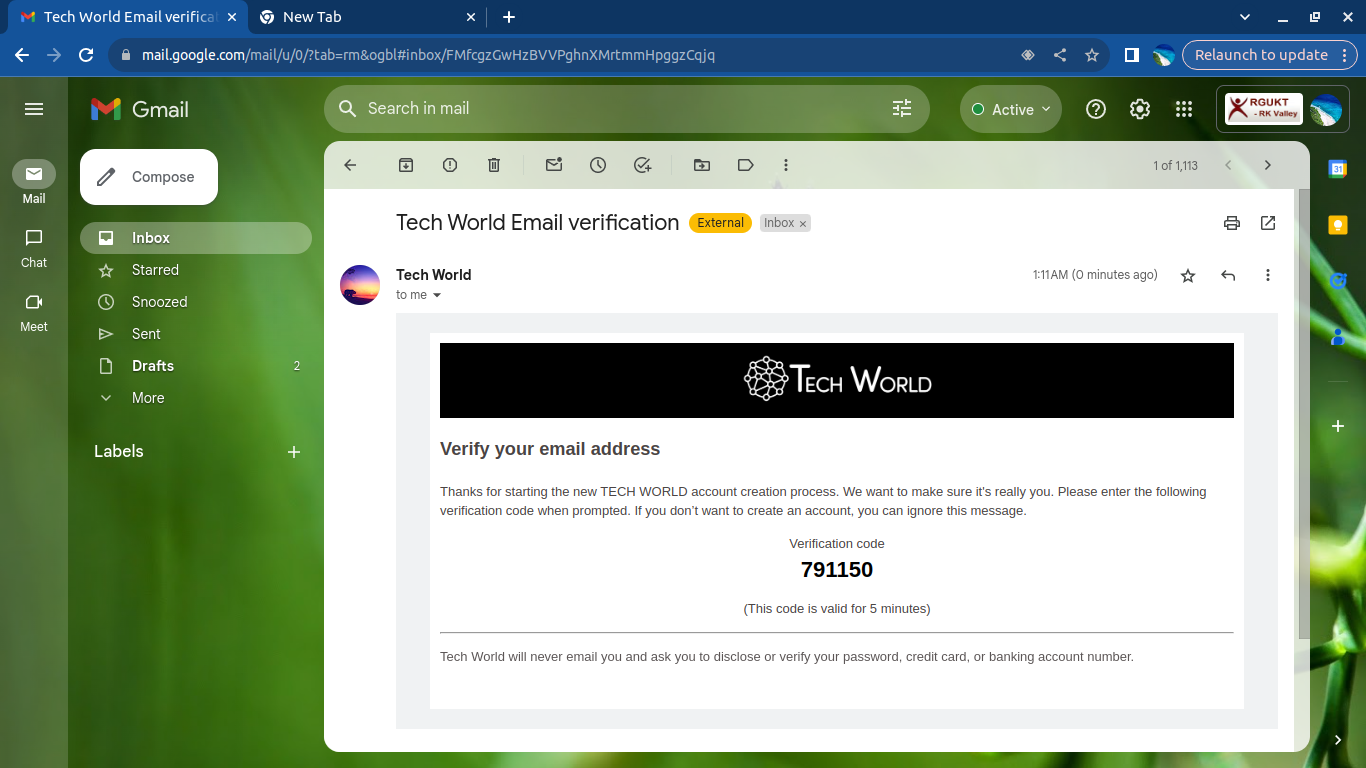 Tech World Email verificat
New Tab
mail.google.com/mail/u/0/?tab=rm&ogbl#inbox/FMfcgzGwHzBVVPghnXMrtmmHpggzCqjq
Relaunch to update
Gmail
Search in mail
Active
RGUKT
- RK Valley
Mail
Chat
Meet
Compose
Inbox
Starred
Snoozed
Sent
Drafts 2
More
Labels
1 of 1,113
31
Tech World Email verification External Inbox ×
Tech World
1:11 AM (0 minutes ago)
to me
TECH WORLD
Verify your email address
Thanks for starting the new TECH WORLD account creation process. We want to make sure it's really you. Please enter the following
verification code when prompted. If you don’t want to create an account, you can ignore this message.
Verification code
791150
(This code is valid for 5 minutes)
Tech World will never email you and ask you to disclose or verify your password, credit card, or banking account number.